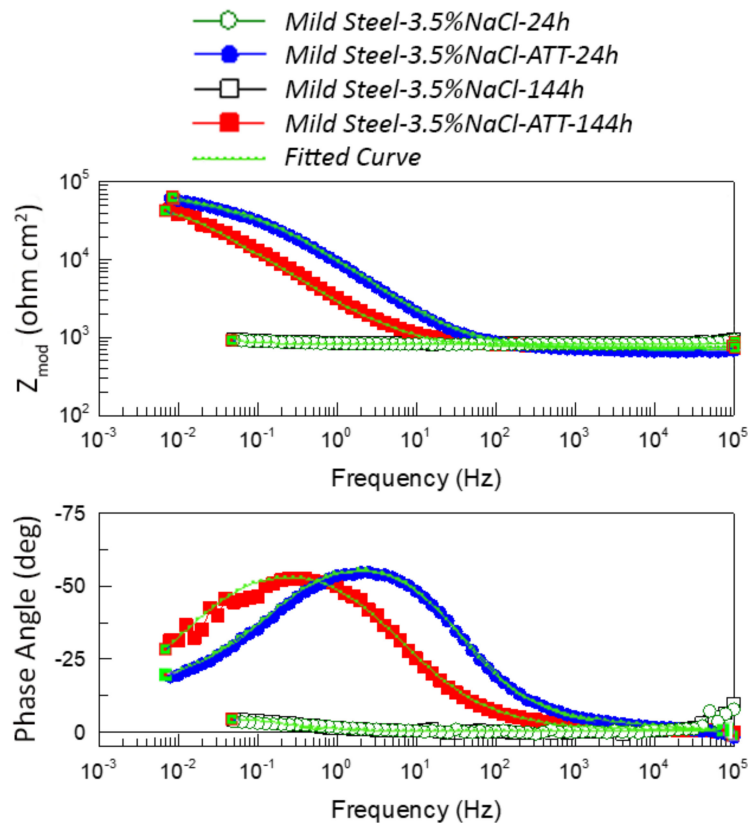 Mild Steel-3.5%NaCl-24h
Mild Steel-3.5%NaCl-ATT-24h
Mild Steel-3.5%NaCl-144h
Mild Steel-3.5%NaCl-ATT-144h
Fitted Curve
10^5
10^4
10^3
10^2
Z_mod (ohm cm²)
10^-3 10^-2 10^-1 10^0 10^1 10^2 10^3 10^4 10^5
Frequency (Hz)
-75
-50
-25
0
Phase Angle (deg)
10^-3 10^-2 10^-1 10^0 10^1 10^2 10^3 10^4 10^5
Frequency (Hz)